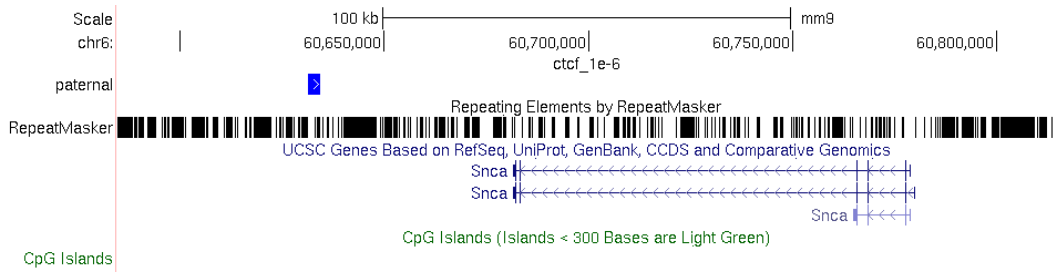 Scale 100 kb mm9
chr6: 60,650,000 60,700,000 60,750,000 60,800,000
ctcf_1e-6
paternal
Repeating Elements by RepeatMasker
RepeatMasker
UCSC Genes Based on RefSeq, UniProt, GenBank, CCDS and Comparative Genomics
Snca
Snca
Snca
CpG Islands (Islands < 300 Bases are Light Green)
CpG Islands